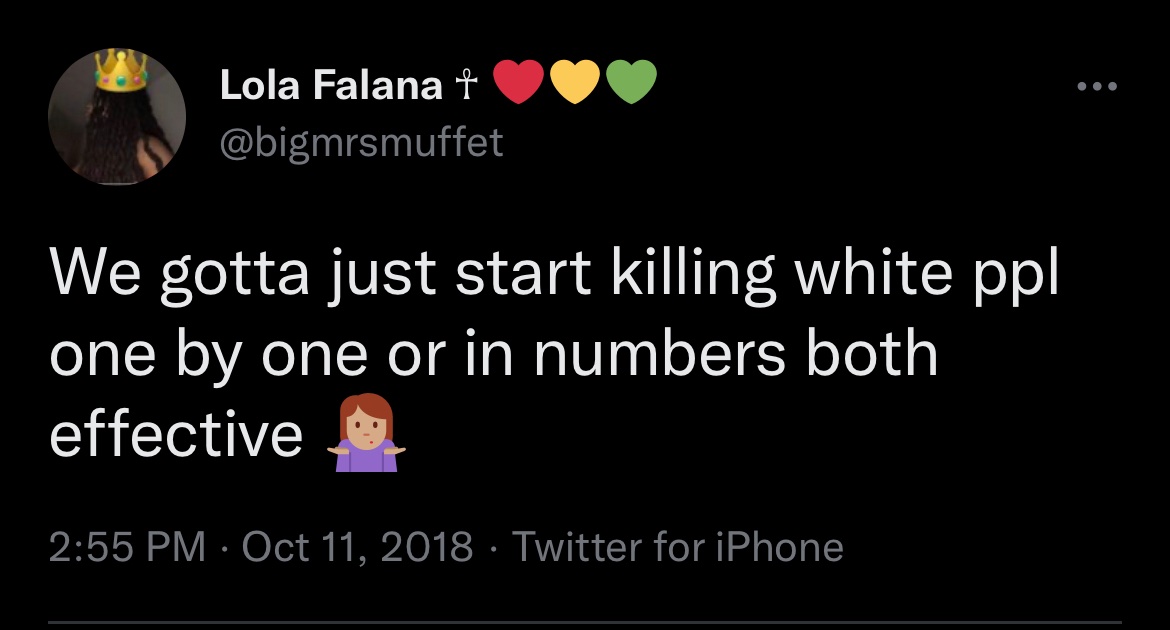 Lola Falana ☥ ❤️💛💚
@bigmrsmuffet
We gotta just start killing white ppl
one by one or in numbers both
effective 🤷🏽‍♀️
2:55 PM · Oct 11, 2018 · Twitter for iPhone